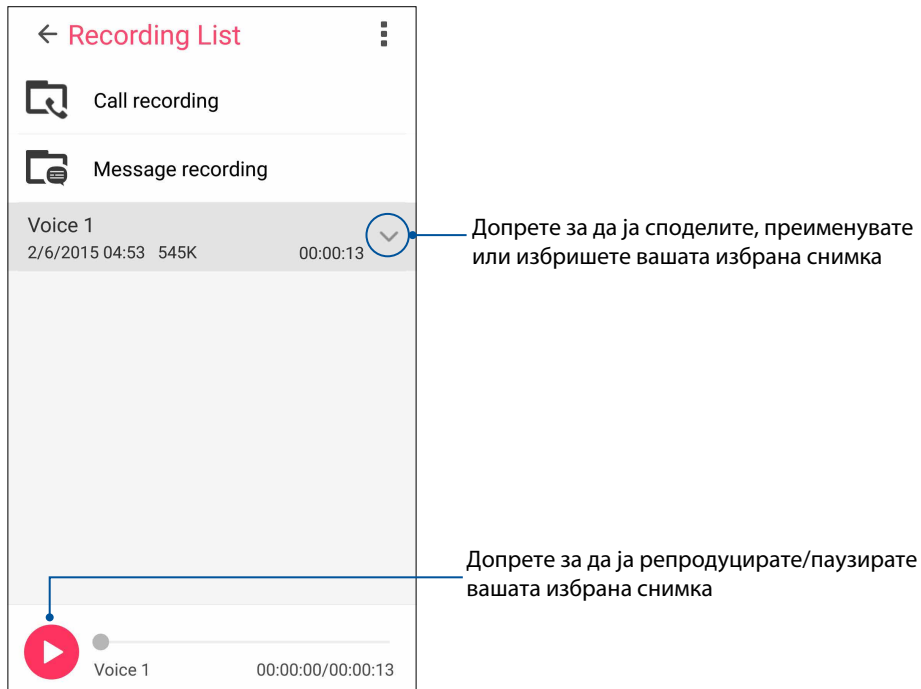 Recording List
Call recording
Message recording
Voice 1
2/6/2015 04:53 545K 00:00:13
Допрете за да ја споделите, преименувате
или избришете вашата избрана снимка
Допрете за да ја репродуцирате/паузирате
вашата избрана снимка
Voice 1 00:00:00/00:00:13